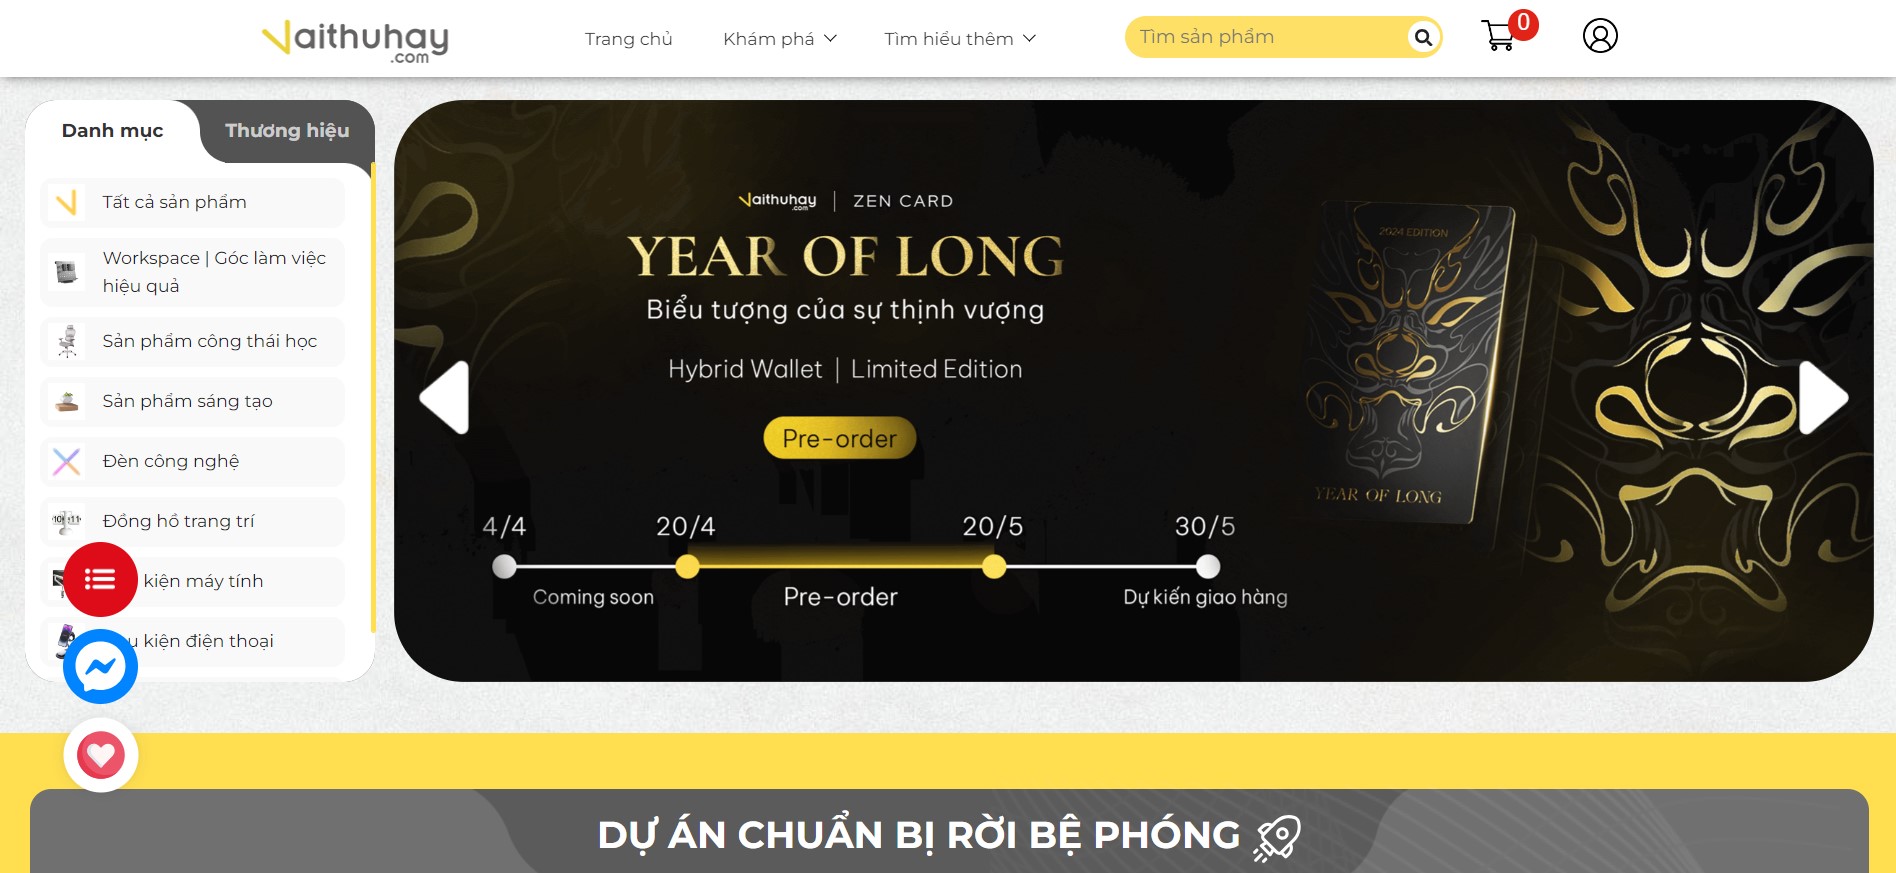 Vaithuhay
.com
Trang chủ
Khám phá
Tìm hiểu thêm
Tìm sản phẩm
0
Danh mục
Thương hiệu
Tất cả sản phẩm
Workspace | Góc làm việc
hiệu quả
Sản phẩm công thái học
Sản phẩm sáng tạo
Đèn công nghệ
Đồng hồ trang trí
kiện máy tính
kiện điện thoại
Vaithuhay
.com
ZEN CARD
YEAR OF LONG
Biểu tượng của sự thịnh vượng
Hybrid Wallet | Limited Edition
Pre-order
4/4
20/4
20/5
30/5
Coming soon
Pre-order
Dự kiến giao hàng
2024 EDITION
YEAR OF LONG
DỰ ÁN CHUẨN BỊ RỜI BỆ PHÓNG